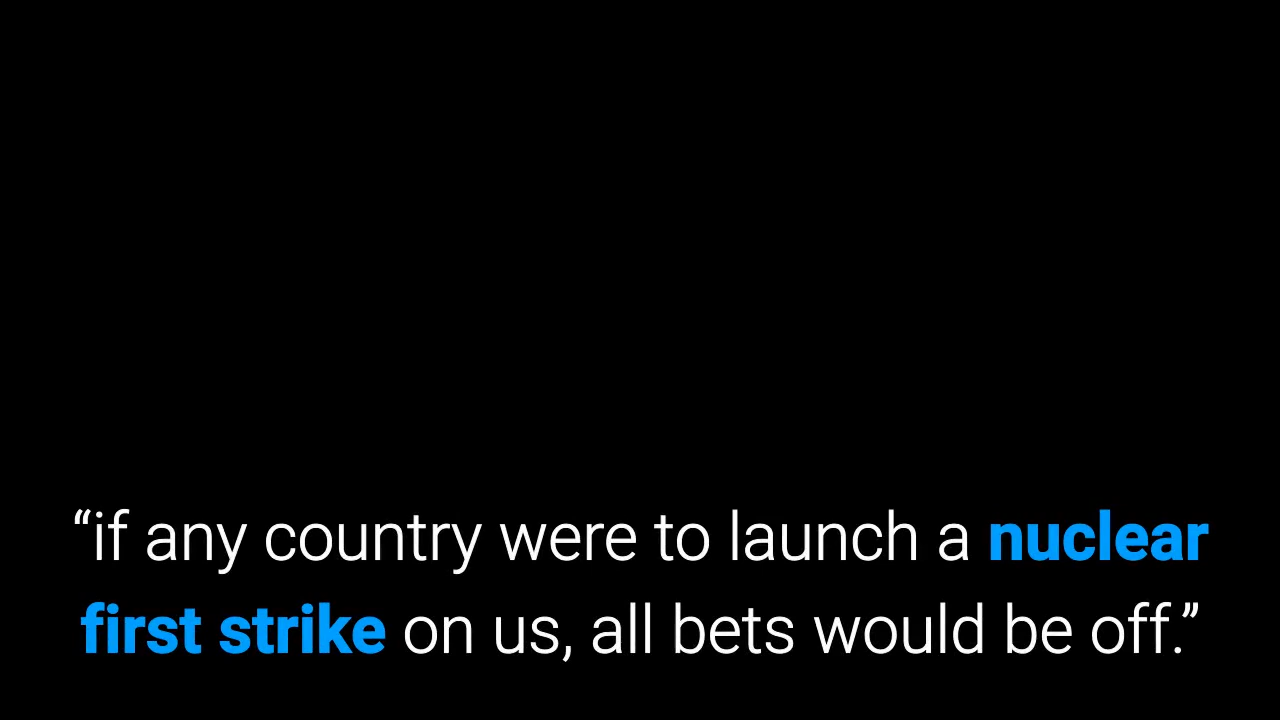 “if any country were to launch a nuclear
first strike on us, all bets would be off.”